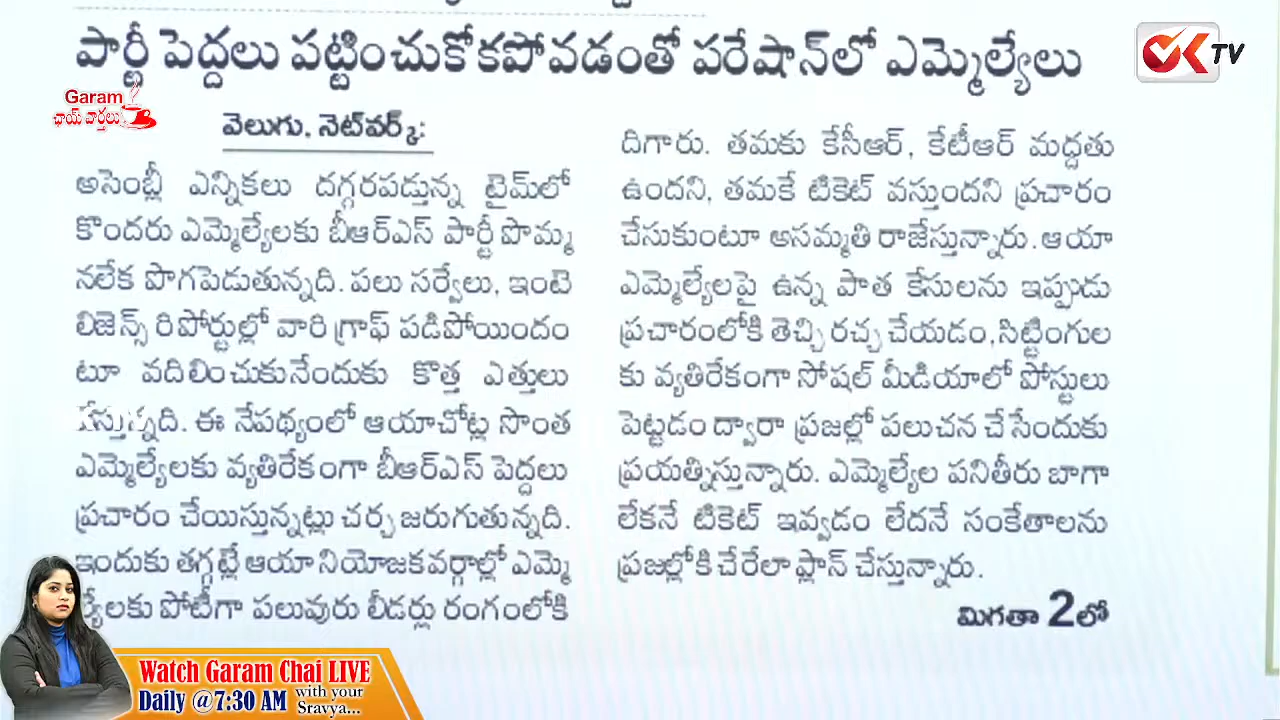 పార్టీ పెద్దలు పట్టించుకోకపోవడంతో పరేషాన్‌లో ఎమ్మెల్యేలు
OK TV
Garam
ఛాయ్ వార్తలు
వెలుగు, నెట్‌వర్క్:
అసెంబ్లీ ఎన్నికలు దగ్గరపడ్తున్న టైమ్‌లో
కొందరు ఎమ్మెల్యేలకు బీఆర్ఎస్ పార్టీ పొమ్మ
నలేక పొగపెడుతున్నది. పలు సర్వేలు, ఇంటె
లిజెన్స్ రిపోర్టుల్లో వారి గ్రాఫ్ పడిపోయిందం
టూ వదిలించుకునేందుకు కొత్త ఎత్తులు
వేస్తున్నది. ఈ నేపథ్యంలో ఆయాచోట్ల సొంత
ఎమ్మెల్యేలకు వ్యతిరేకంగా బీఆర్ఎస్ పెద్దలు
ప్రచారం చేయిస్తున్నట్లు చర్చ జరుగుతున్నది.
ఇందుకు తగ్గట్లే ఆయా నియోజకవర్గాల్లో ఎమ్మె
ల్యేలకు పోటీగా పలువురు లీడర్లు రంగంలోకి
దిగారు. తమకు కేసీఆర్, కేటీఆర్ మద్దతు
ఉందని, తమకే టికెట్ వస్తుందని ప్రచారం
చేసుకుంటూ అసమ్మతి రాజేస్తున్నారు. ఆయా
ఎమ్మెల్యేలపై ఉన్న పాత కేసులను ఇప్పుడు
ప్రచారంలోకి తెచ్చి రచ్చ చేయడం, సిట్టింగుల
కు వ్యతిరేకంగా సోషల్ మీడియాలో పోస్టులు
పెట్టడం ద్వారా ప్రజల్లో పలుచన చేసేందుకు
ప్రయత్నిస్తున్నారు. ఎమ్మెల్యేల పనితీరు బాగా
లేకనే టికెట్ ఇవ్వడం లేదనే సంకేతాలను
ప్రజల్లోకి చేరేలా ప్లాన్ చేస్తున్నారు.
మిగతా 2లో
Watch Garam Chai LIVE
Daily @7:30 AM with your
Sravya...